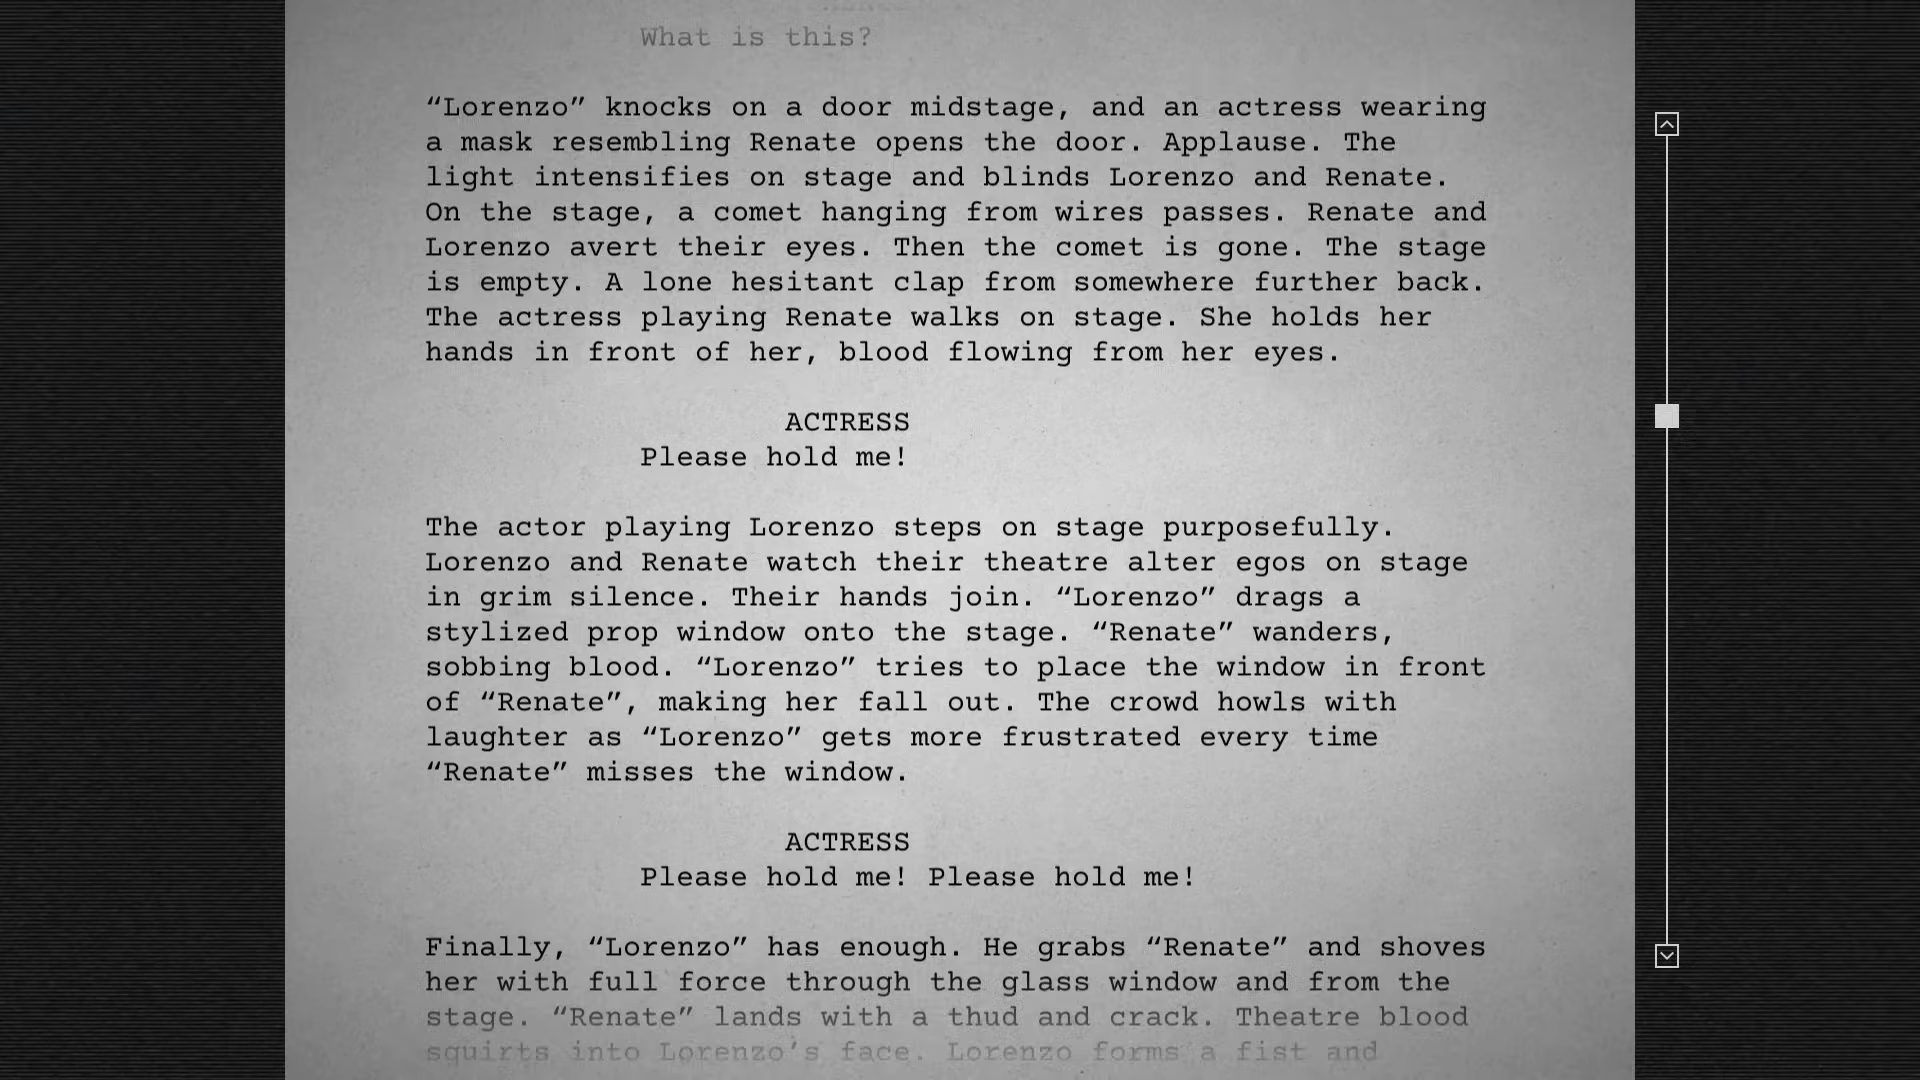 What is this?
“Lorenzo” knocks on a door midstage, and an actress wearing
a mask resembling Renate opens the door. Applause. The
light intensifies on stage and blinds Lorenzo and Renate.
On the stage, a comet hanging from wires passes. Renate and
Lorenzo avert their eyes. Then the comet is gone. The stage
is empty. A lone hesitant clap from somewhere further back.
The actress playing Renate walks on stage. She holds her
hands in front of her, blood flowing from her eyes.
ACTRESS
Please hold me!
The actor playing Lorenzo steps on stage purposefully.
Lorenzo and Renate watch their theatre alter egos on stage
in grim silence. Their hands join. “Lorenzo” drags a
stylized prop window onto the stage. “Renate” wanders,
sobbing blood. “Lorenzo” tries to place the window in front
of “Renate”, making her fall out. The crowd howls with
laughter as “Lorenzo” gets more frustrated every time
“Renate” misses the window.
ACTRESS
Please hold me! Please hold me!
Finally, “Lorenzo” has enough. He grabs “Renate” and shoves
her with full force through the glass window and from the
stage. “Renate” lands with a thud and crack. Theatre blood
squirts into Lorenzo’s face. Lorenzo forms a fist and